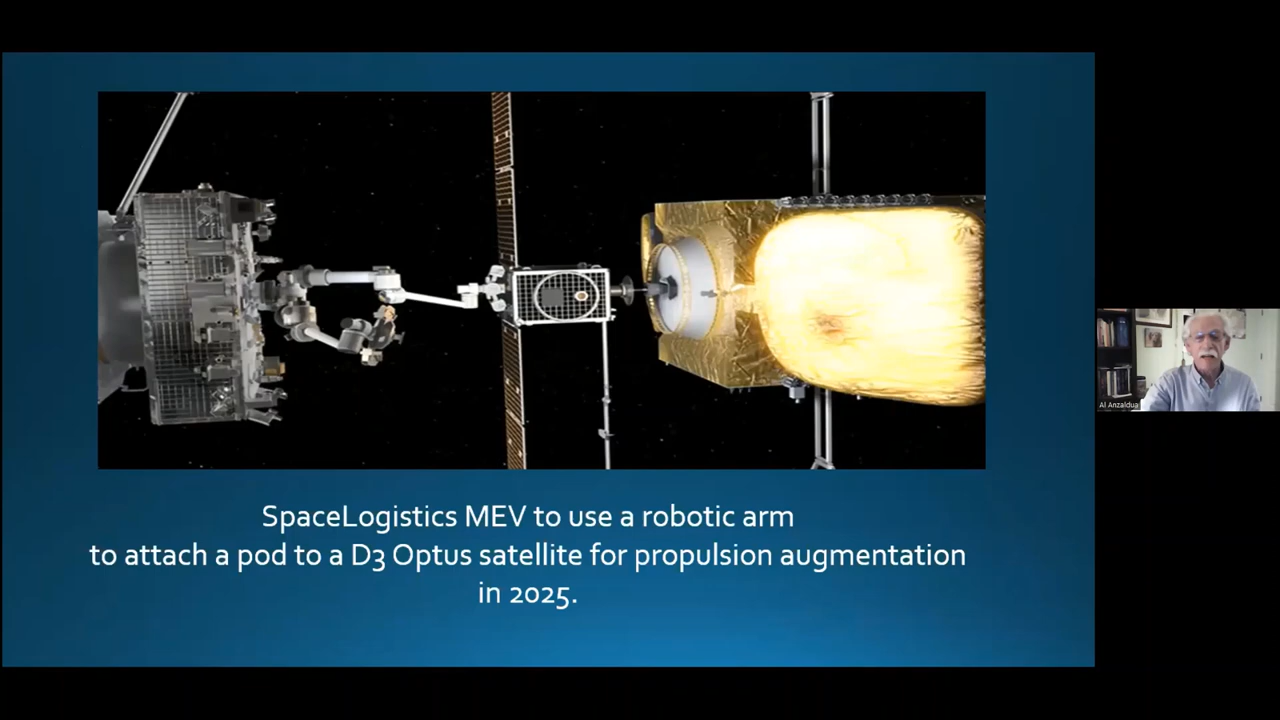 SpaceLogistics MEV to use a robotic arm
to attach a pod to a D3 Optus satellite for propulsion augmentation
in 2025.
Al Anzaldua